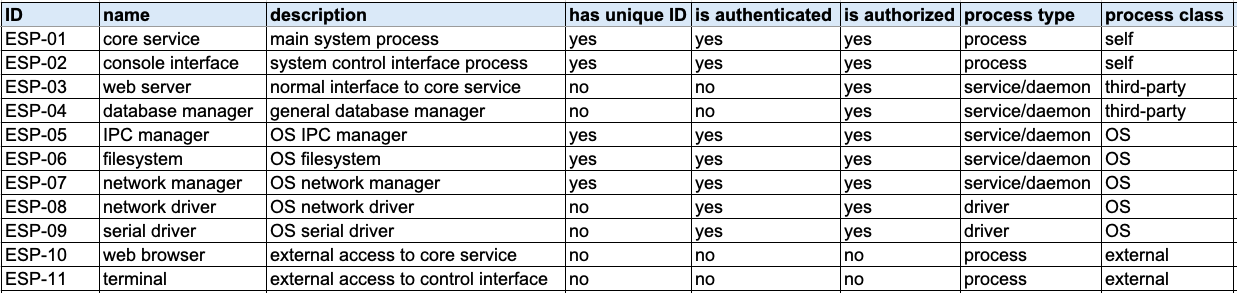 ID name description has unique ID is authenticated is authorized process type process class
ESP-01 core service main system process yes yes yes process self
ESP-02 console interface system control interface process yes yes yes process self
ESP-03 web server normal interface to core service no no yes service/daemon third-party
ESP-04 database manager general database manager no no yes service/daemon third-party
ESP-05 IPC manager OS IPC manager yes yes yes service/daemon OS
ESP-06 filesystem OS filesystem yes yes yes service/daemon OS
ESP-07 network manager OS network manager yes yes yes service/daemon OS
ESP-08 network driver OS network driver no yes yes driver OS
ESP-09 serial driver OS serial driver no yes yes driver OS
ESP-10 web browser external access to core service no no no process external
ESP-11 terminal external access to control interface no no no process external